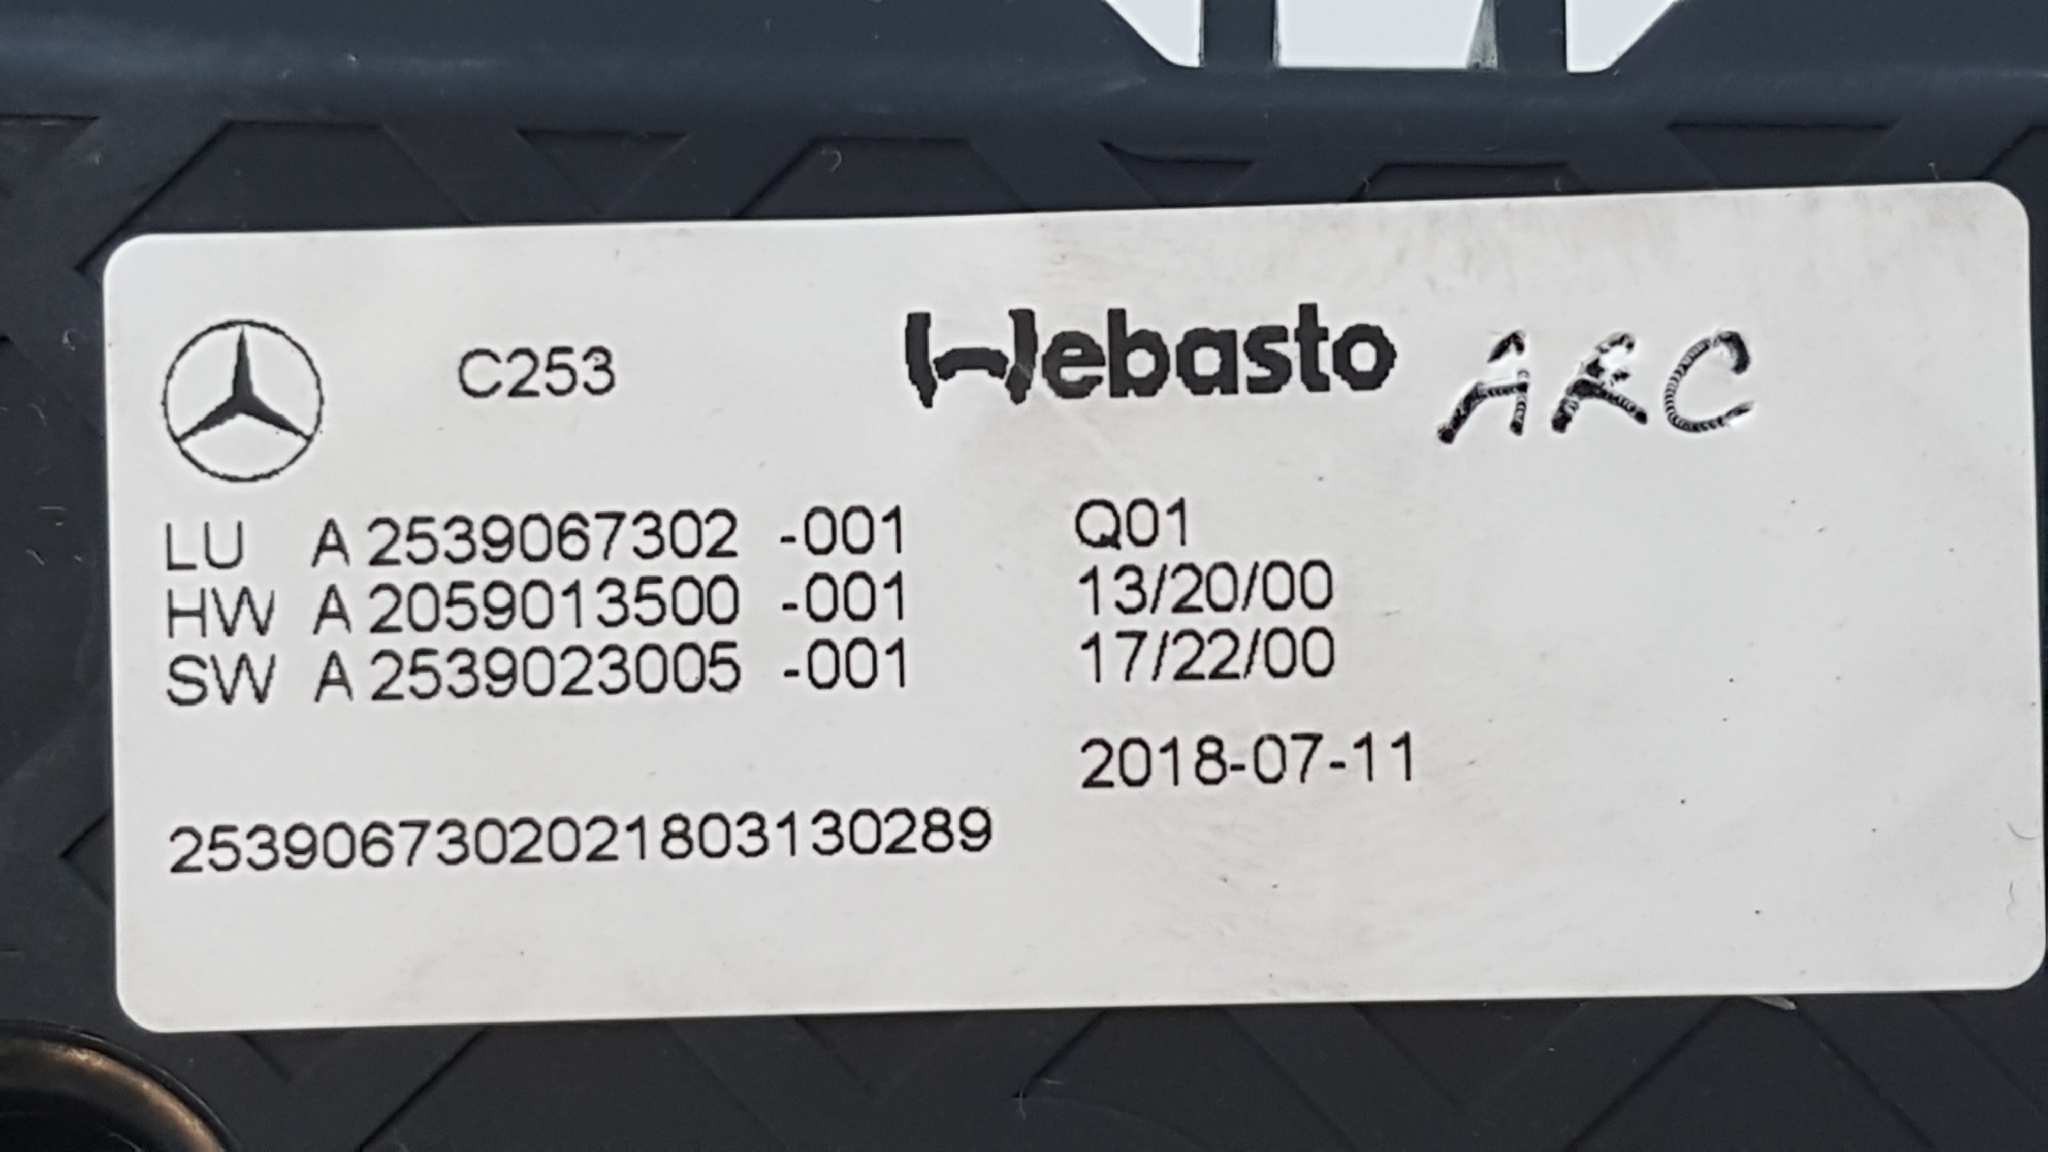 C253 Webasto ARC
LU A 2539067302 -001 Q01
HW A 2059013500 -001 13/20/00
SW A 2539023005 -001 17/22/00
2018-07-11
2539067302021803130289